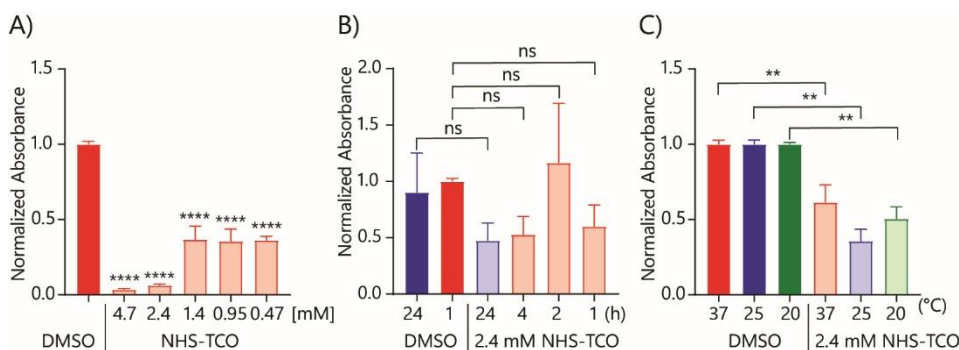 A)
Normalized Absorbance
1.5
1.0
0.5
0.0
****
****
****
****
****
4.7 2.4 1.4 0.95 0.47 [mM]
DMSO NHS-TCO
B)
Normalized Absorbance
2.0
1.5
1.0
0.5
0.0
ns
ns
ns
ns
24 1 24 4 2 1 (h)
DMSO 2.4 mM NHS-TCO
C)
Normalized Absorbance
1.5
1.0
0.5
0.0
**
**
**
37 25 20 37 25 20 (°C)
DMSO 2.4 mM NHS-TCO